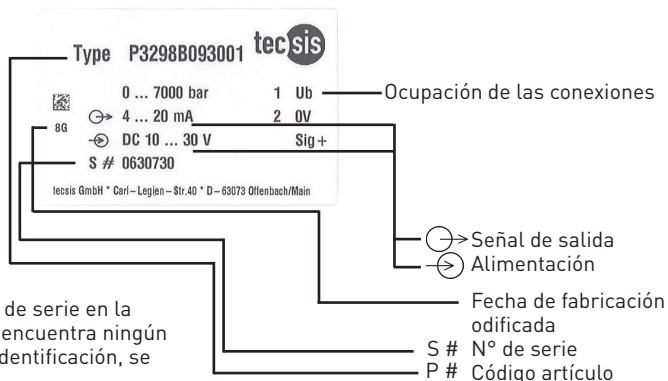 Type P3298B093001 tecsis
0 ... 7000 bar 1 Ub
4 ... 20 mA 2 0V
8G
DC 10 ... 30 V Sig+
S # 0630730
tecsis GmbH * Carl-Legien-Str.40 * D-63073 Offenbach/Main
Ocupación de las conexiones
Señal de salida
Alimentación
Fecha de fabricación
odificada
S # N° de serie
P # Código artículo
de serie en la
encuentra ningún
dentificación, se